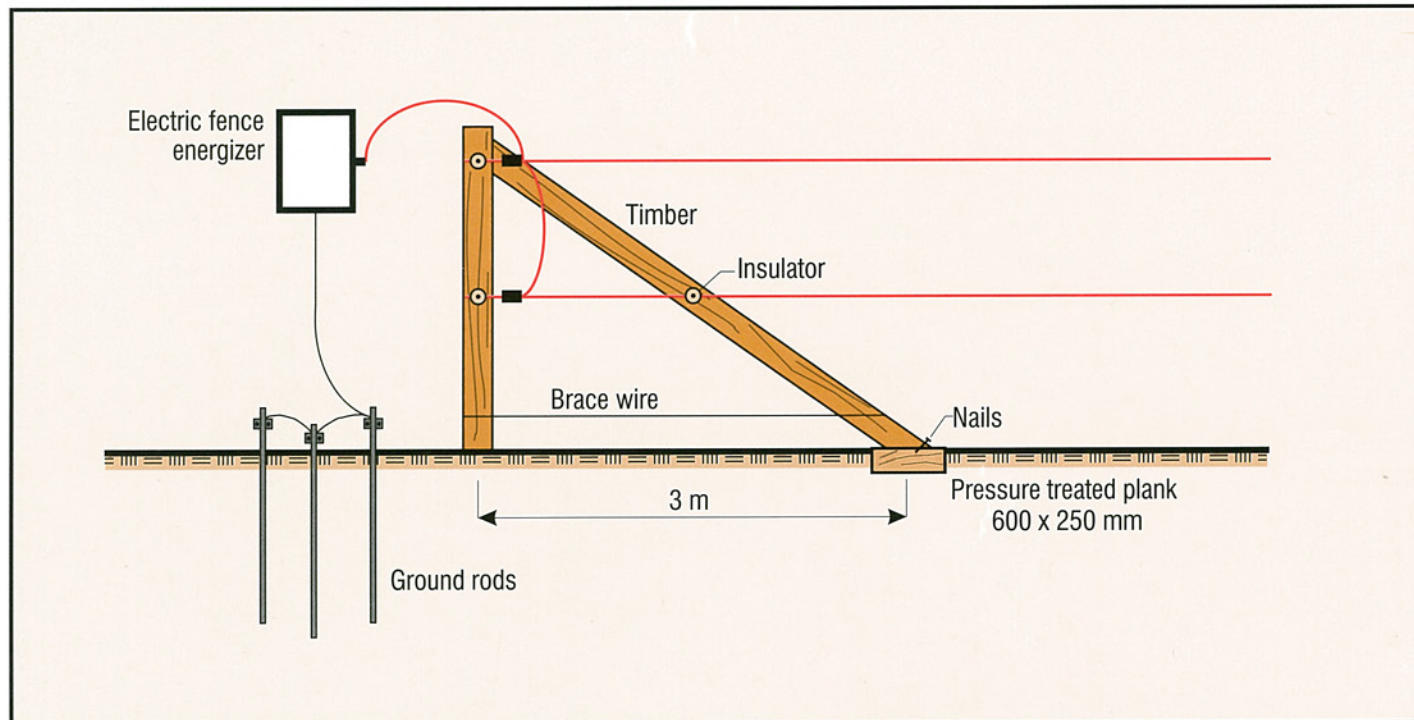 Electric fence
energizer
Timber
Insulator
Brace wire
Nails
3 m
Pressure treated plank
600 x 250 mm
Ground rods